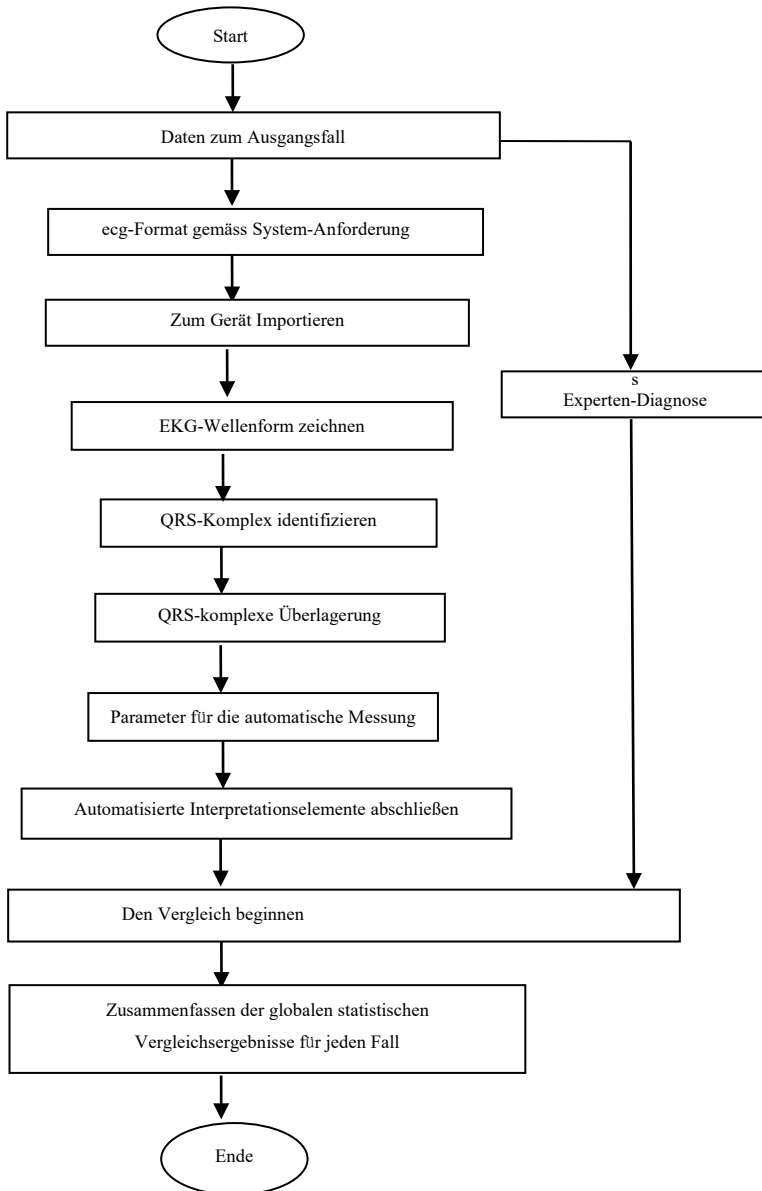 Start
Daten zum Ausgangsfall
ecg-Format gemäss System-Anforderung
Zum Gerät Importieren
s
Experten-Diagnose
EKG-Wellenform zeichnen
QRS-Komplex identifizieren
QRS-komplexe Überlagerung
Parameter für die automatische Messung
Automatisierte Interpretationselemente abschließen
Den Vergleich beginnen
Zusammenfassen der globalen statistischen
Vergleichsergebnisse für jeden Fall
Ende